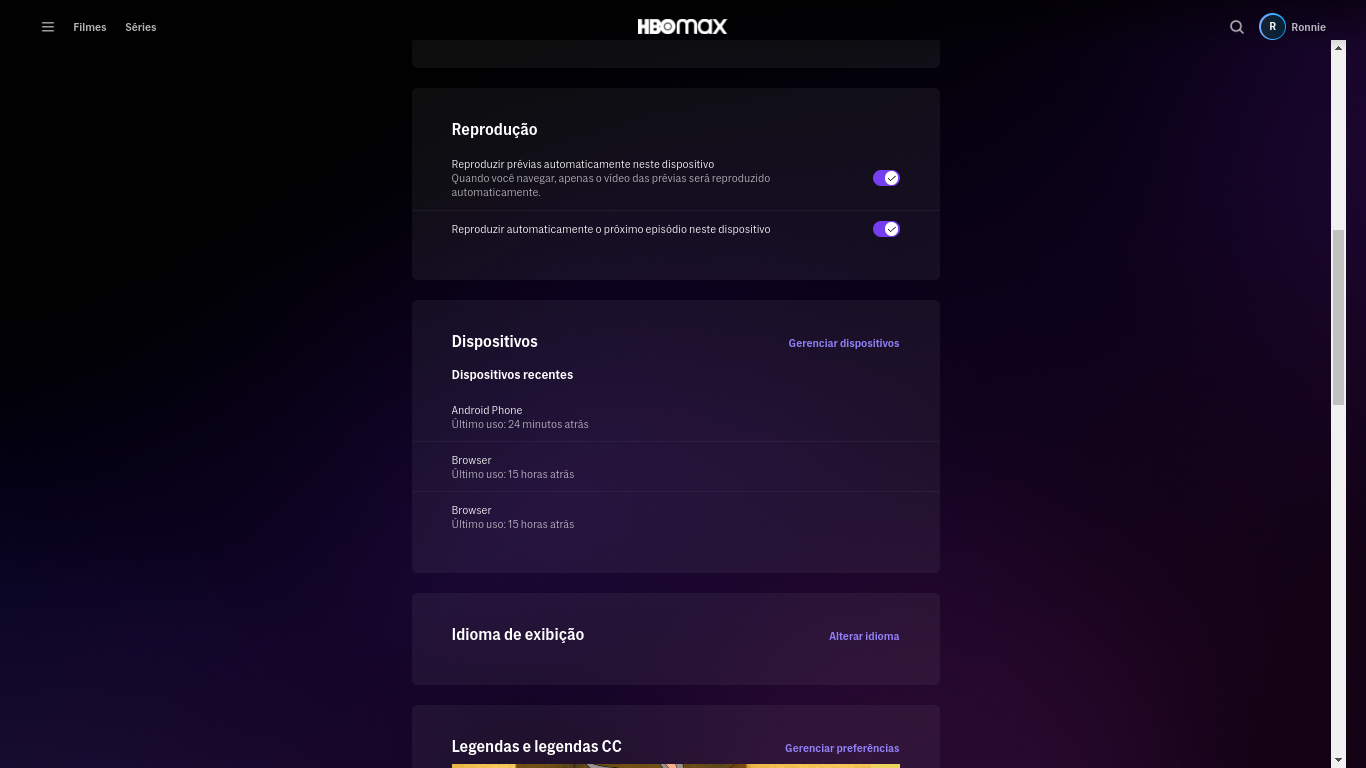 Filmes
Séries
HBOmax
R
Ronnie
Reprodução
Reproduzir prévias automaticamente neste dispositivo
Quando você navegar, apenas o vídeo das prévias será reproduzido
automaticamente.
Reproduzir automaticamente o próximo episódio neste dispositivo
Dispositivos
Gerenciar dispositivos
Dispositivos recentes
Android Phone
Último uso: 24 minutos atrás
Browser
Último uso: 15 horas atrás
Browser
Último uso: 15 horas atrás
Idioma de exibição
Alterar idioma
Legendas e legendas CC
Gerenciar preferências